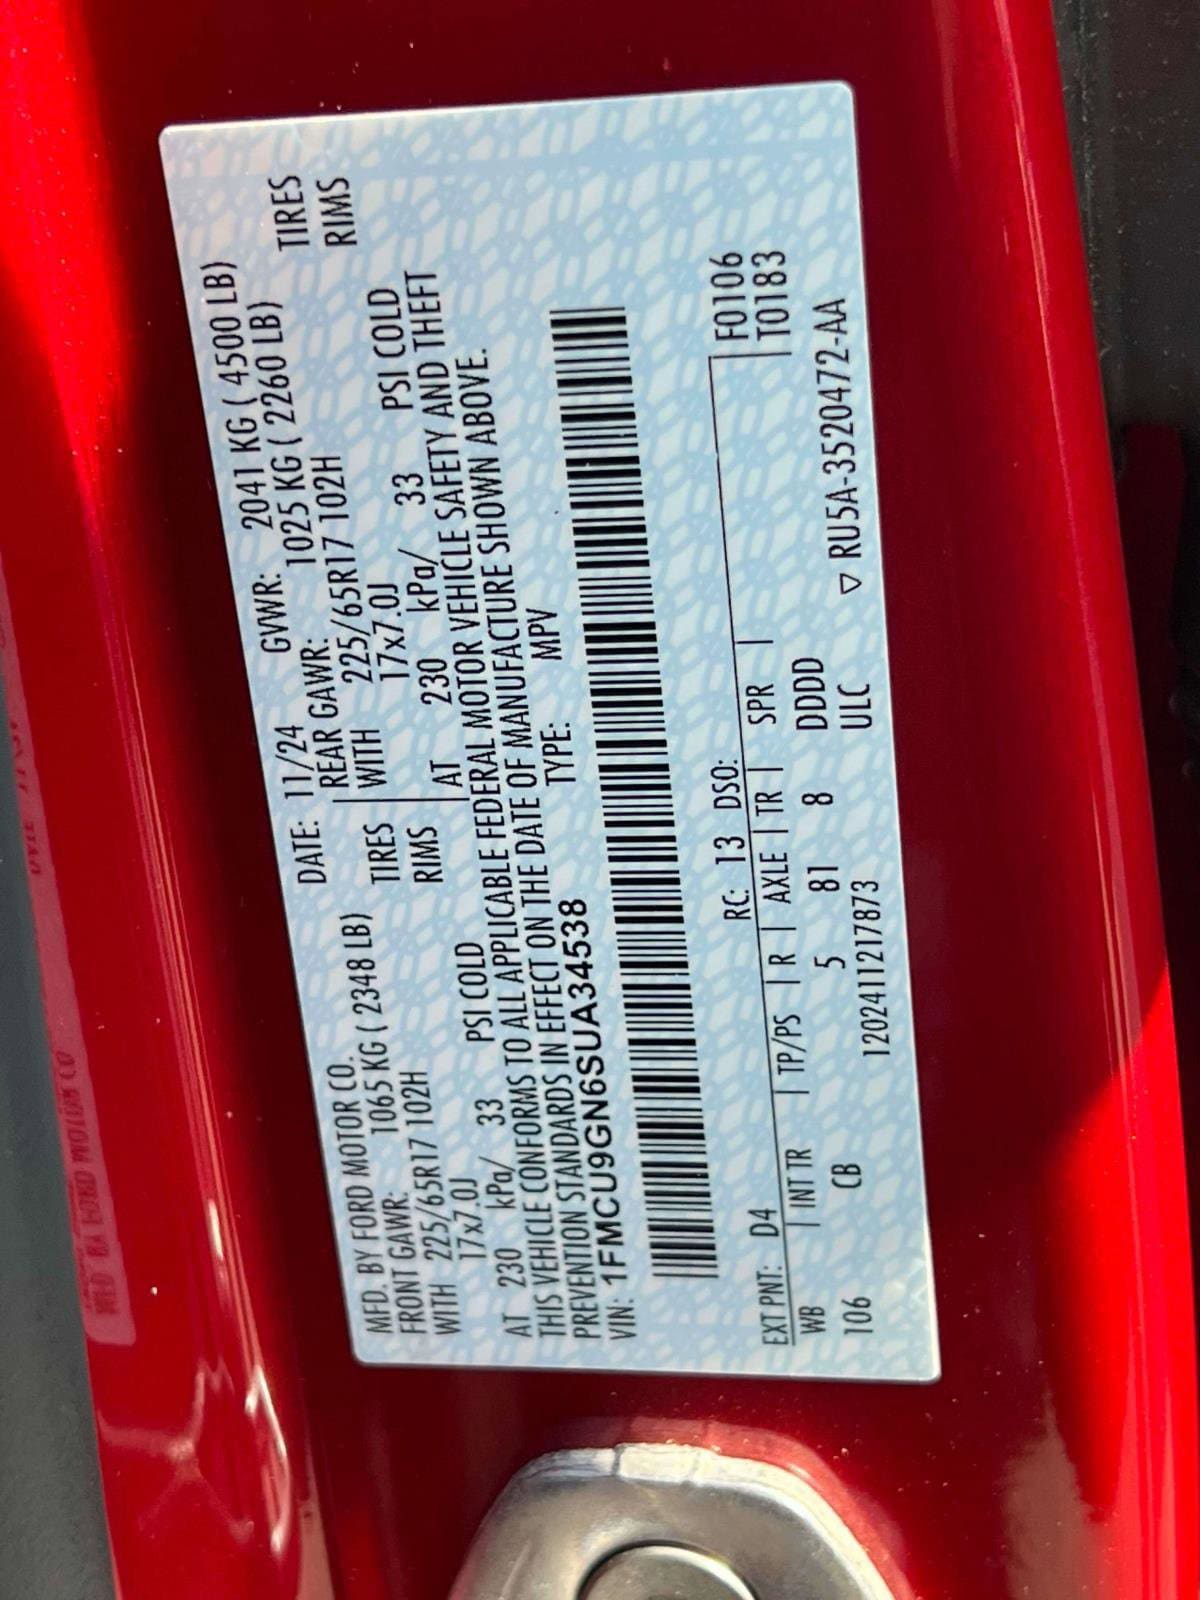 MFD. BY FORD MOTOR CO.
DATE: 11/24 GVWR: 2041 KG ( 4500 LB)
FRONT GAWR: 1065 KG ( 2348 LB) REAR GAWR: 1025 KG ( 2260 LB)
WITH 225/65R17 102H TIRES WITH 225/65R17 102H TIRES
17x7.0J RIMS 17x7.0J RIMS
AT 230 kPa/ 33 PSI COLD AT 230 kPa/ 33 PSI COLD
THIS VEHICLE CONFORMS TO ALL APPLICABLE FEDERAL MOTOR VEHICLE SAFETY AND THEFT
PREVENTION STANDARDS IN EFFECT ON THE DATE OF MANUFACTURE SHOWN ABOVE.
VIN: 1FMCU9GN6SUA34538 TYPE: MPV
EXT PNT: D4 RC: 13 DSO: F0106
WB | INT TR | TP/PS | R | AXLE | TR | SPR | T0183
106 CB 5 81 8 DDDD
1202411217873 ULC ▽ RU5A-3520472-AA
MFD. BY FORD MOTOR CO